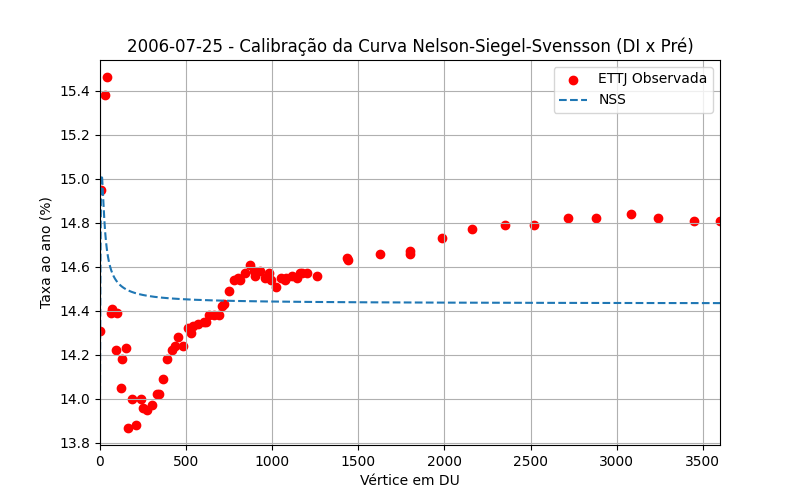 2006-07-25 - Calibração da Curva Nelson-Siegel-Svensson (DI x Pré)
ETTJ Observada
NSS
Taxa ao ano (%)
15.4
15.2
15.0
14.8
14.6
14.4
14.2
14.0
13.8
0 500 1000 1500 2000 2500 3000 3500
Vértice em DU